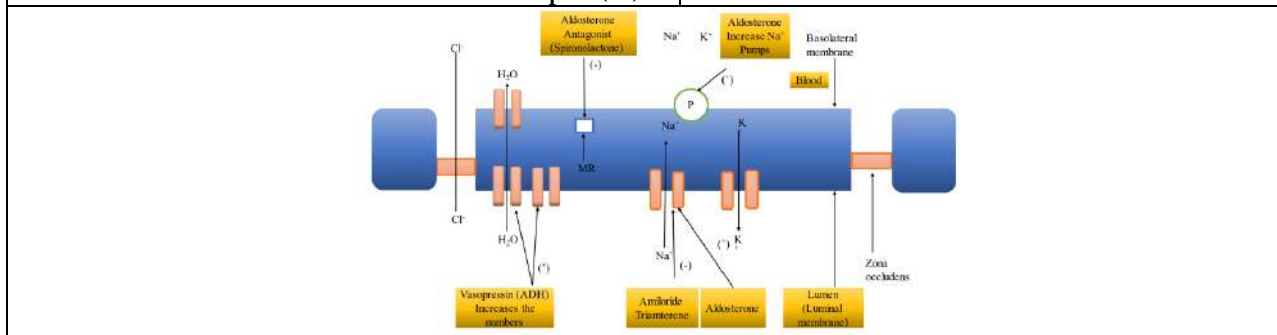 Aldosterone
Antagonist
(Spironolactone)
Na⁺ K⁺
Aldosterone
Increase Na⁺
Pumps
Basolateral
membrane
Blood
Cl⁻
H₂O
(-)
(⁺)
P
Na⁺
K
MR
Cl⁻
H₂O
(⁺)
Na⁺
(-)
(⁺)
K
Zona
occludens
Vasopressin (ADH)
Increases the
numbers
Amiloride
Triamterene
Aldosterone
Lumen
(Luminal
membrane)